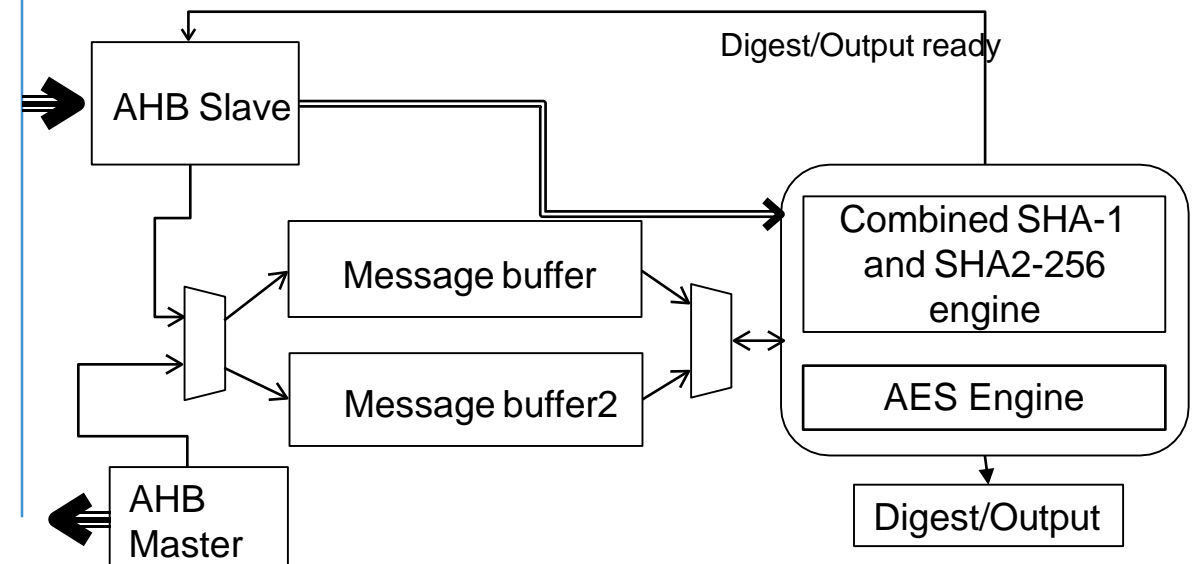 Digest/Output ready
AHB Slave
Combined SHA-1
and SHA2-256
engine
Message buffer
Message buffer2
AES Engine
AHB
Master
Digest/Output